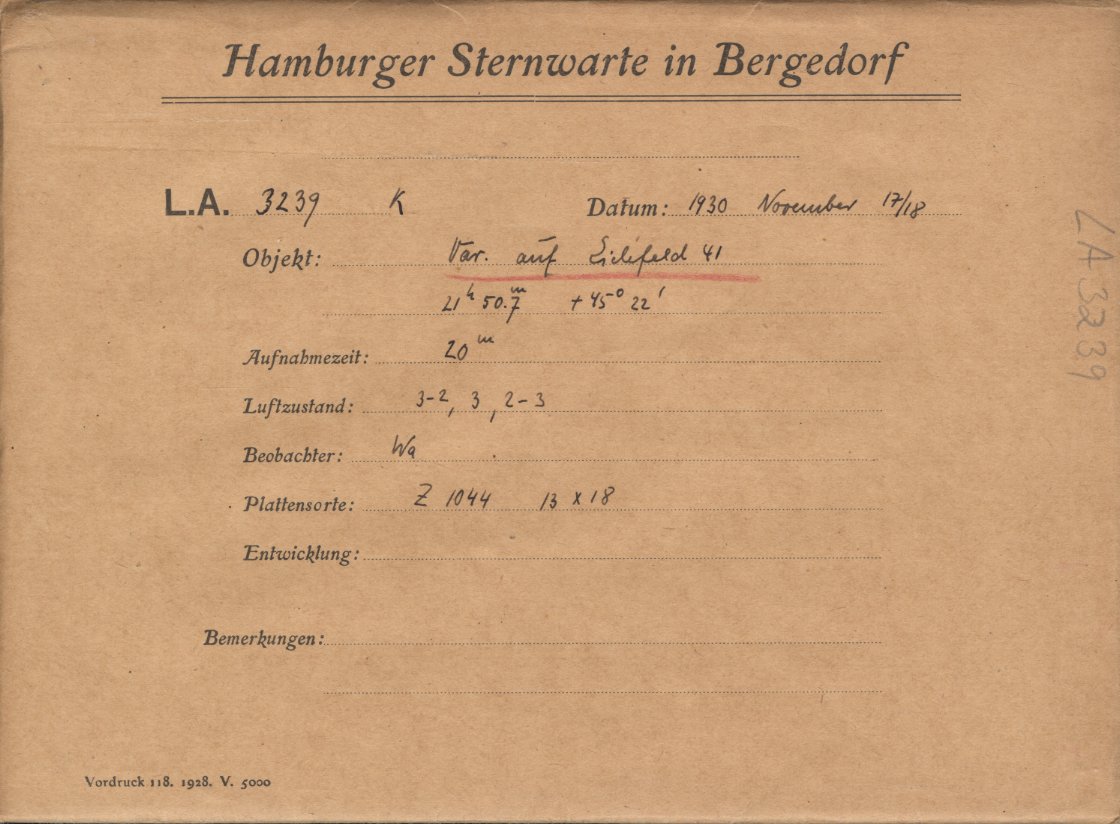 Hamburger Sternwarte in Bergedorf
L.A. 3239 K Datum: 1930 November 17/18
Objekt: Var. auf Eichfeld 41
21ʰ 50.ᵐ7 + 45° 22'
Aufnahmezeit: 20ᵐ
Luftzustand: 3-2, 3, 2-3
Beobachter: Wa
Plattensorte: Z 1044 13 x 18
Entwicklung:
Bemerkungen:
Vordruck 118. 1928. V. 5000
LA 3239